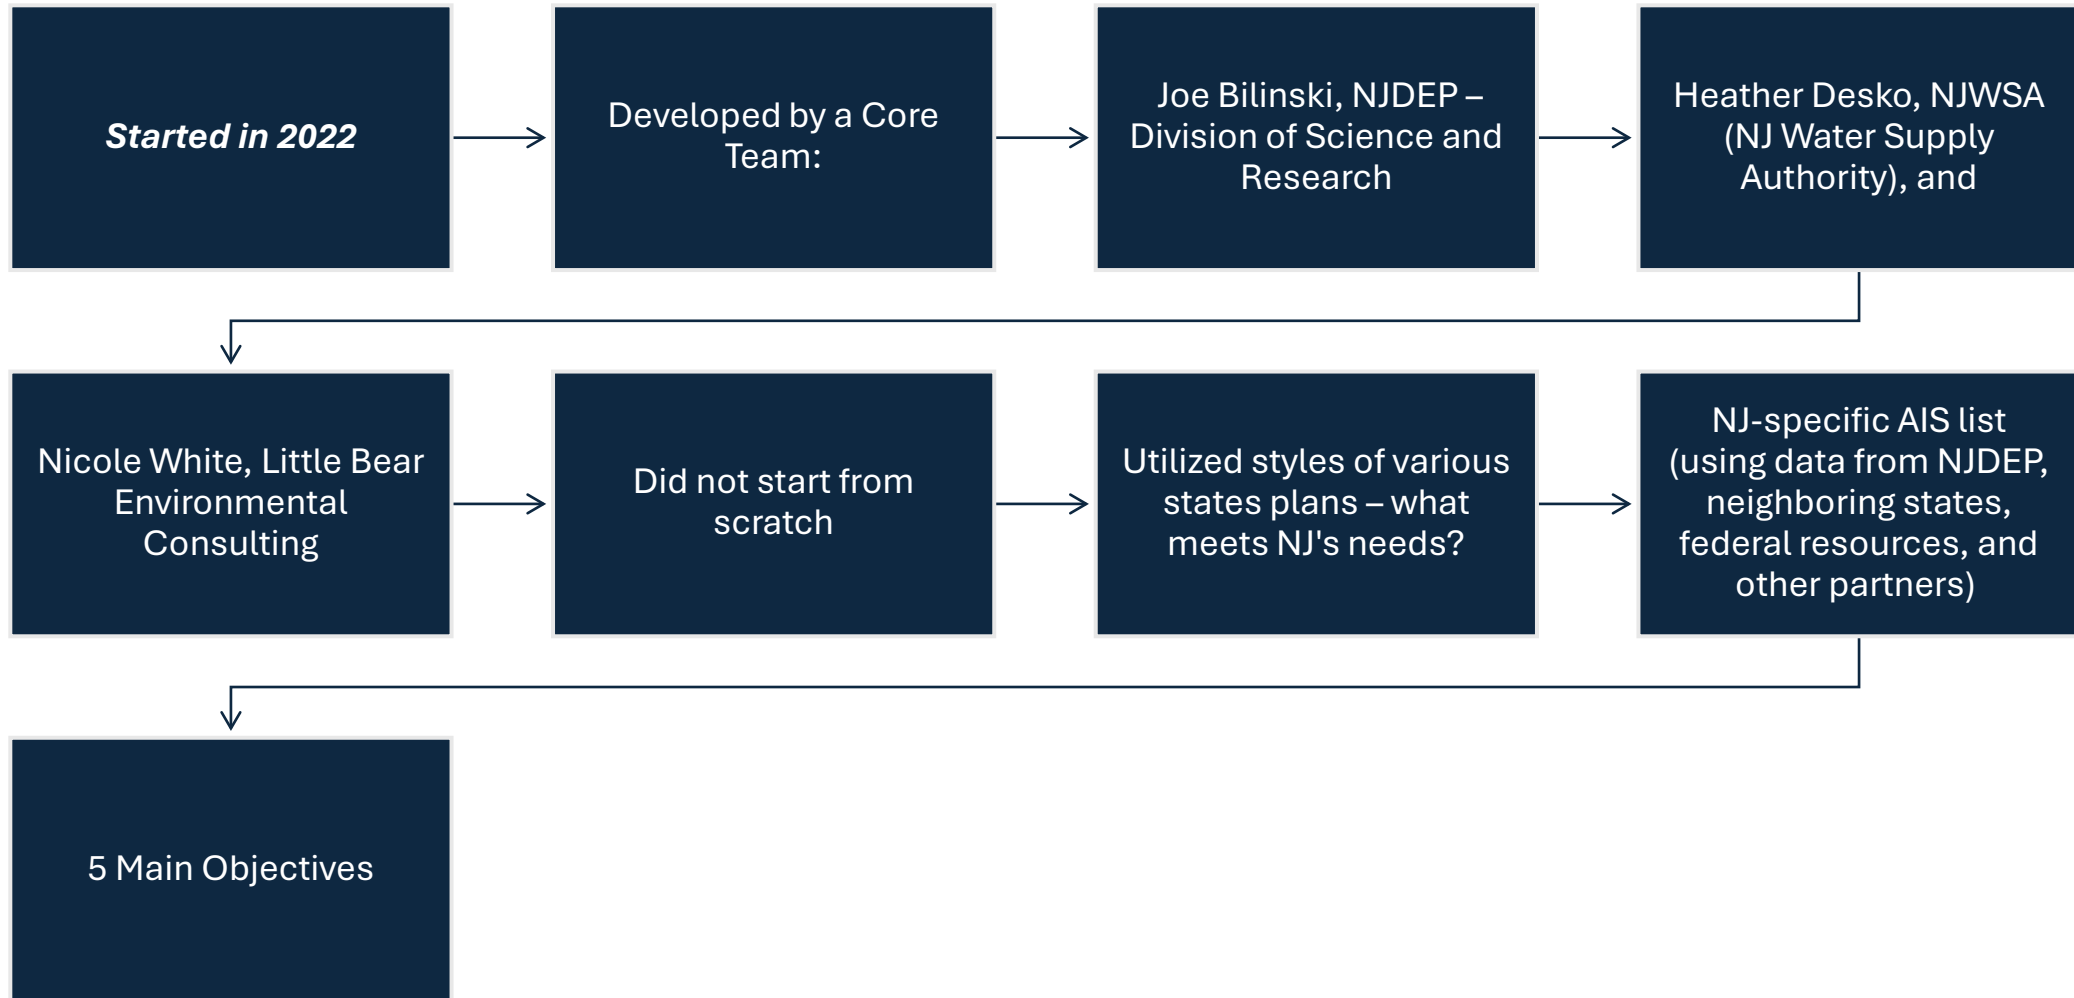 Started in 2022
Developed by a Core
Team:
Joe Bilinski, NJDEP –
Division of Science and
Research
Heather Desko, NJWSA
(NJ Water Supply
Authority), and
Nicole White, Little Bear
Environmental
Consulting
Did not start from
scratch
Utilized styles of various
states plans – what
meets NJ's needs?
NJ-specific AIS list
(using data from NJDEP,
neighboring states,
federal resources, and
other partners)
5 Main Objectives